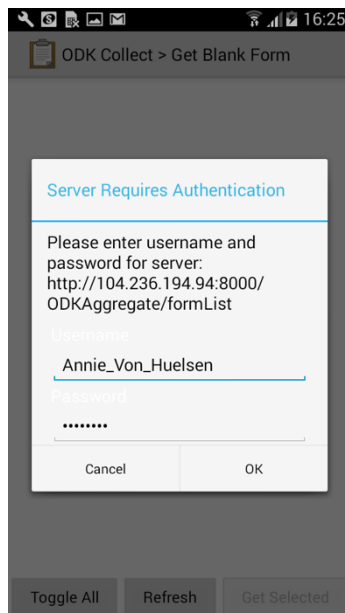 16:25
ODK Collect > Get Blank Form
Server Requires Authentication
Please enter username and
password for server:
http://104.236.194.94:8000/
ODKAggregate/formList
Username
Annie_Von_Huelsen
Password
••••••••
Cancel OK
Toggle All Refresh Get Selected